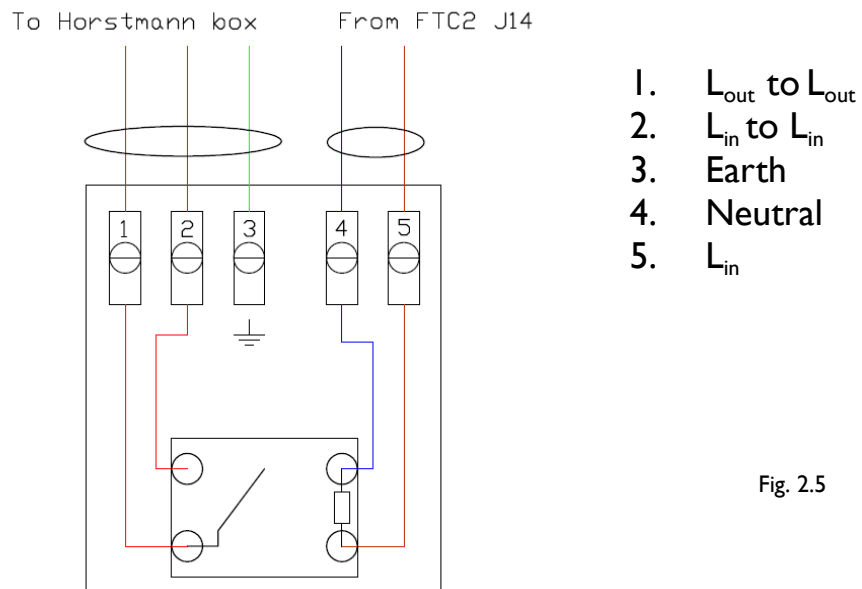 To Horstmann box From FTC2 J14
1 2 3 4 5
1. Lout to Lout
2. Lin to Lin
3. Earth
4. Neutral
5. Lin
Fig. 2.5